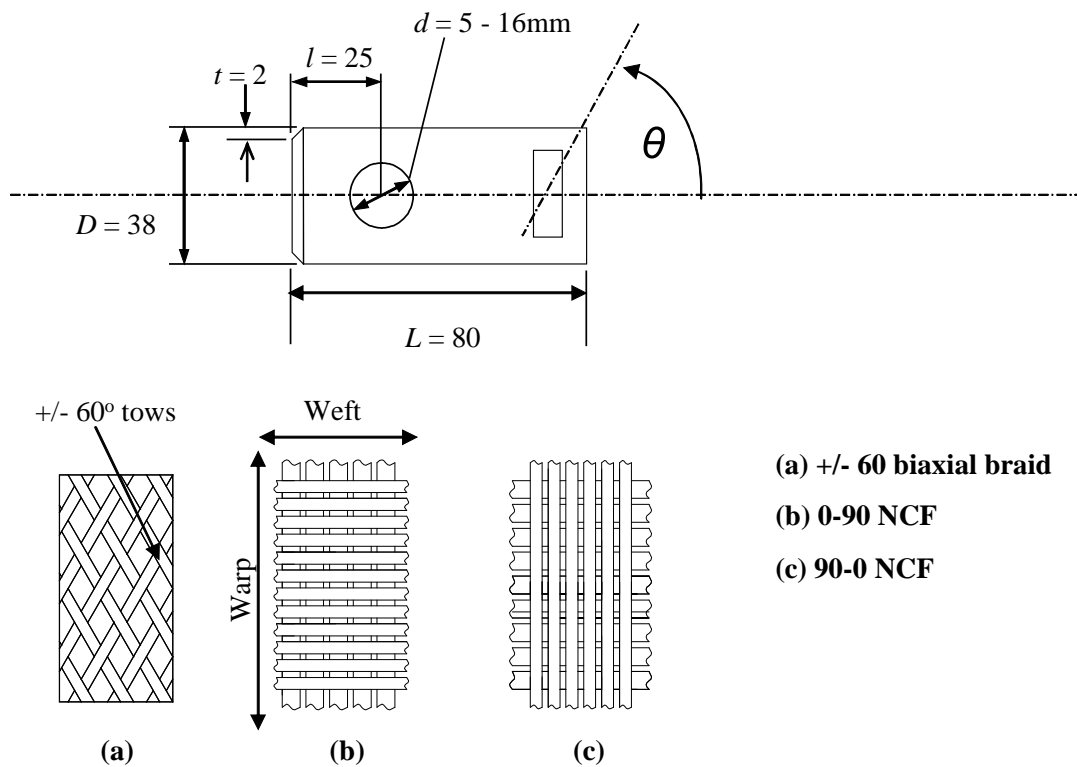 d = 5 - 16mm
l = 25
t = 2
θ
D = 38
L = 80
+/- 60° tows
Weft
Warp
(a) +/- 60 biaxial braid
(b) 0-90 NCF
(c) 90-0 NCF
(a)
(b)
(c)